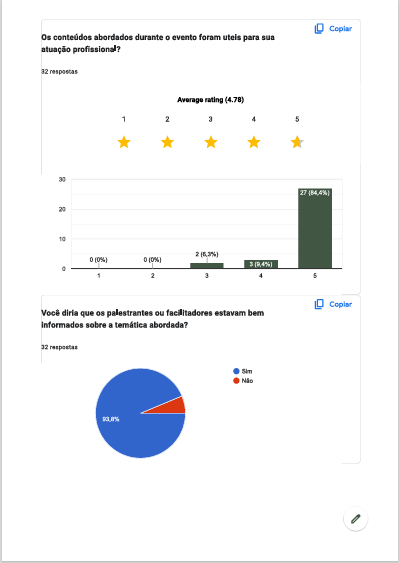 Copiar
Os conteúdos abordados durante o evento foram uteis para sua
atuação profissional?
32 respostas
Average rating (4.78)
1 2 3 4 5
30
20
10
0
0 (0%) 0 (0%) 2 (6,3%) 3 (9,4%) 27 (84,4%)
1 2 3 4 5
Copiar
Você diria que os palestrantes ou facilitadores estavam bem
informados sobre a temática abordada?
32 respostas
Sim
Não
93,8%